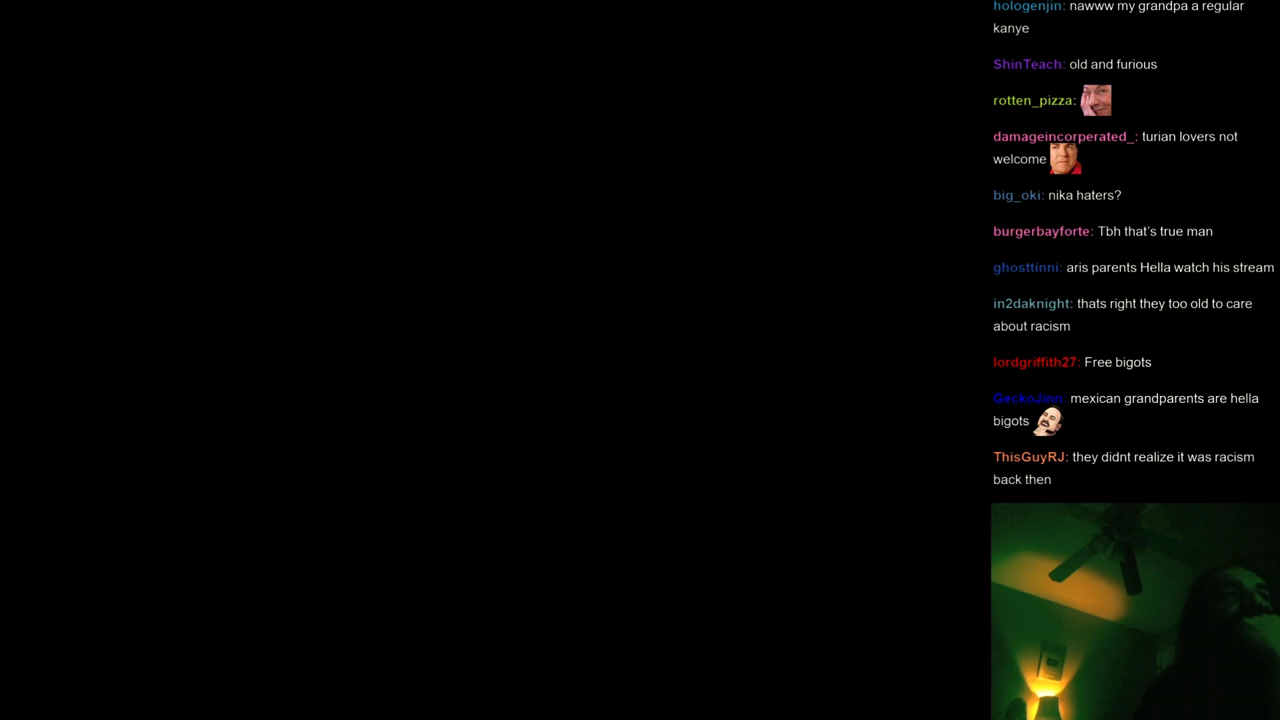 hologenjin: nawww my grandpa a regular
kanye
ShinTeach: old and furious
rotten_pizza:
damageincorperated_: turian lovers not
welcome
big_oki: nika haters?
burgerbayforte: Tbh that's true man
ghosttinni: aris parents Hella watch his stream
in2daknight: thats right they too old to care
about racism
lordgriffith27: Free bigots
GeckoJinn: mexican grandparents are hella
bigots
ThisGuyRJ: they didnt realize it was racism
back then